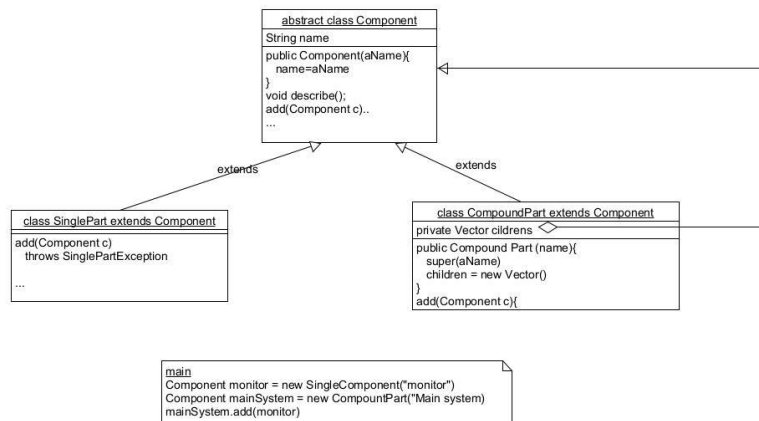 abstract class Component
String name
public Component(aName){
name=aName
}
void describe();
add(Component c)..
...
extends
extends
class SinglePart extends Component
add(Component c)
throws SinglePartException
...
class CompoundPart extends Component
private Vector cildrens
public Compound Part (name){
super(aName)
children = new Vector()
}
add(Component c){
main
Component monitor = new SingleComponent("monitor")
Component mainSystem = new CompountPart("Main system)
mainSystem.add(monitor)